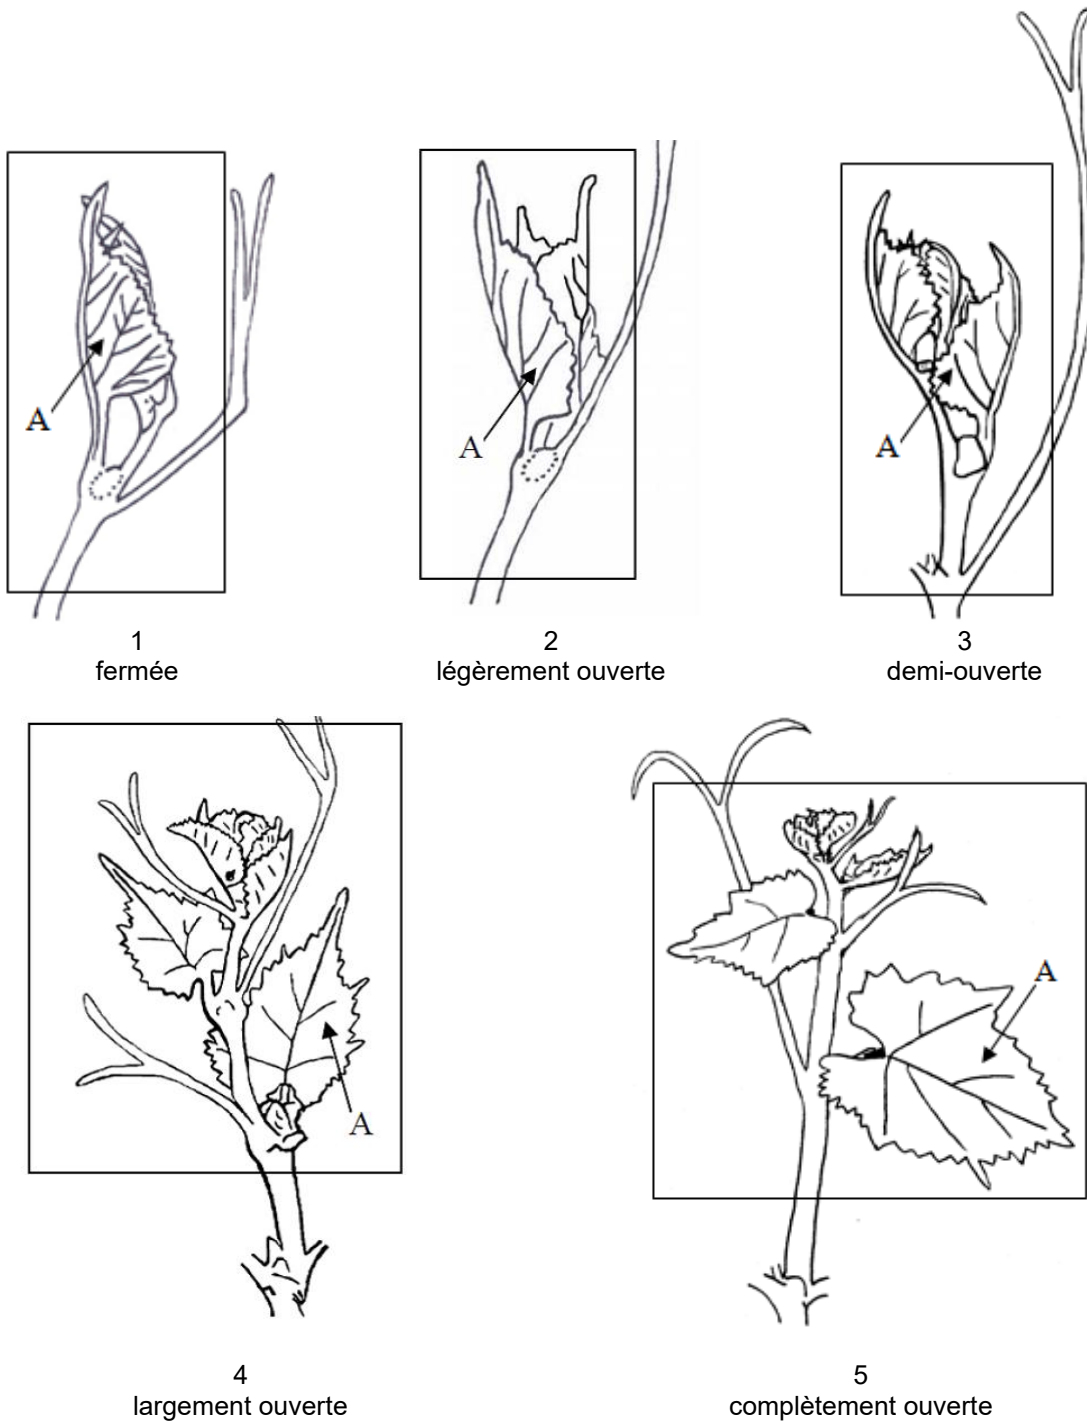 A
A
A
1
fermée
2
légèrement ouverte
3
demi-ouverte
A
A
4
largement ouverte
5
complètement ouverte